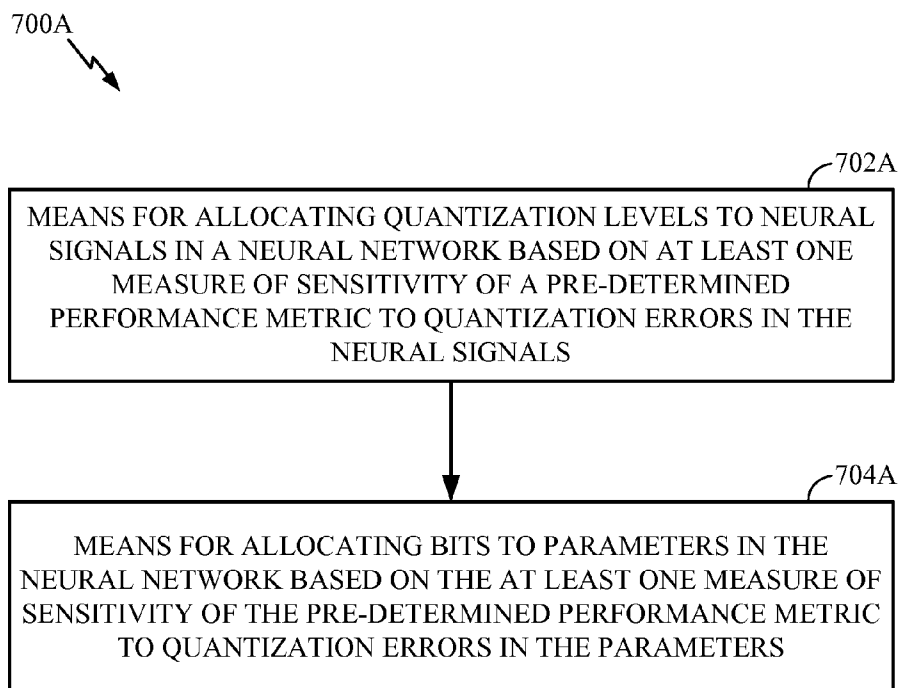 700A
702A
MEANS FOR ALLOCATING QUANTIZATION LEVELS TO NEURAL
SIGNALS IN A NEURAL NETWORK BASED ON AT LEAST ONE
MEASURE OF SENSITIVITY OF A PRE-DETERMINED
PERFORMANCE METRIC TO QUANTIZATION ERRORS IN THE
NEURAL SIGNALS
704A
MEANS FOR ALLOCATING BITS TO PARAMETERS IN THE
NEURAL NETWORK BASED ON THE AT LEAST ONE MEASURE OF
SENSITIVITY OF THE PRE-DETERMINED PERFORMANCE METRIC
TO QUANTIZATION ERRORS IN THE PARAMETERS